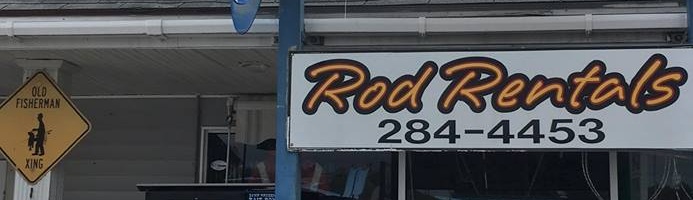 OLD
FISHERMAN
XING
Rod Rentals
284-4453